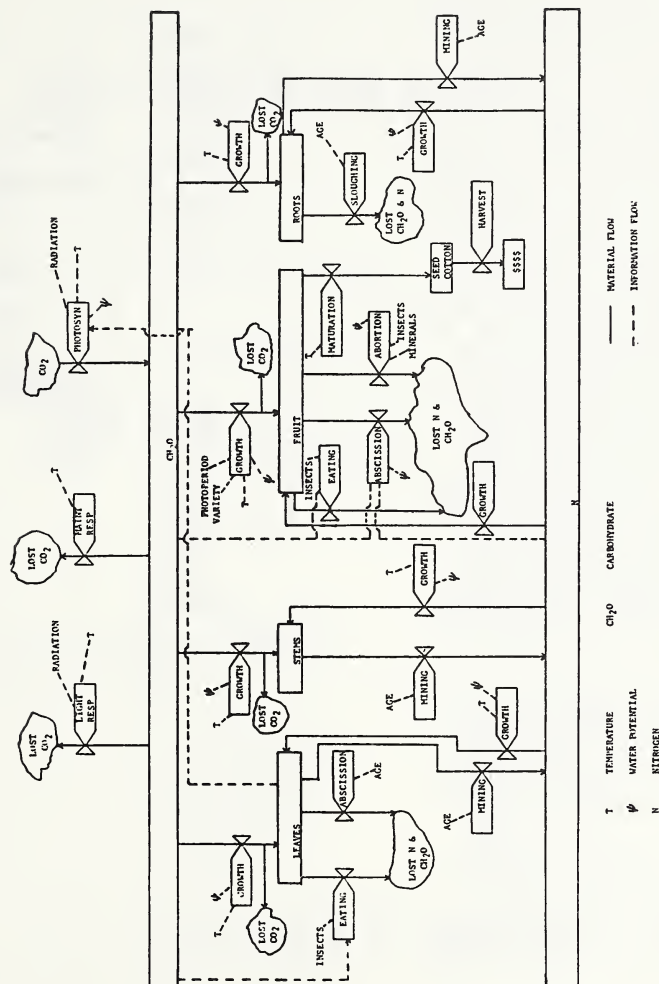 LOST CO2
LIGHT RESP
RADIATION
T
LOST CO2
MAINT RESP
T
CO2
PHOTOSYN
RADIATION
T
ψ
CH2O
T
ψ
GROWTH
LOST CO2
T
ψ
GROWTH
LOST CO2
PHOTOPERIOD
VARIETY
T
ψ
GROWTH
LOST CO2
T
ψ
GROWTH
LOST CO2
LEAVES
STEMS
FRUIT
ROOTS
INSECTS
EATING
ABSCISSION
AGE
LOST N & CH2O
AGE
MINING
T
ψ
GROWTH
AGE
MINING
T
ψ
GROWTH
INSECTS
EATING
ABSCISSION
ψ
ψ
ABORTION
INSECTS
MINERALS
LOST N & CH2O
GROWTH
T
MATURATION
SEED COTTON
HARVEST
$$$$
AGE
SLOUGHING
LOST CH2O & N
T
ψ
GROWTH
MINING
AGE
N
T TEMPERATURE
ψ WATER POTENTIAL
N NITROGEN
CH2O CARBOHYDRATE
MATERIAL FLOW
INFORMATION FLOW